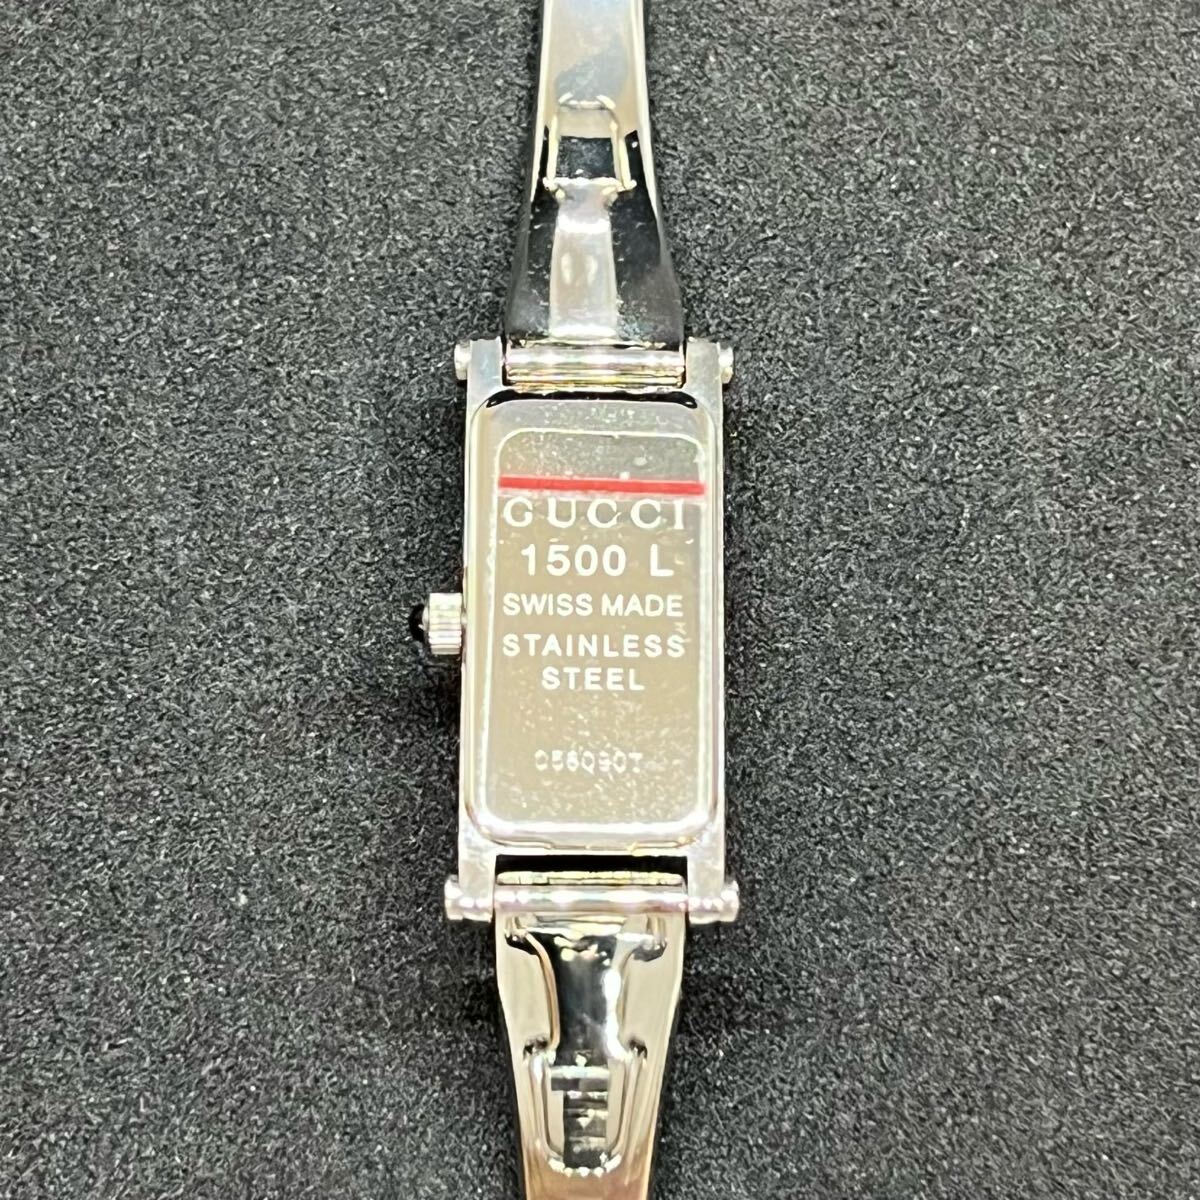 GUCCI
1500 L
SWISS MADE
STAINLESS
STEEL